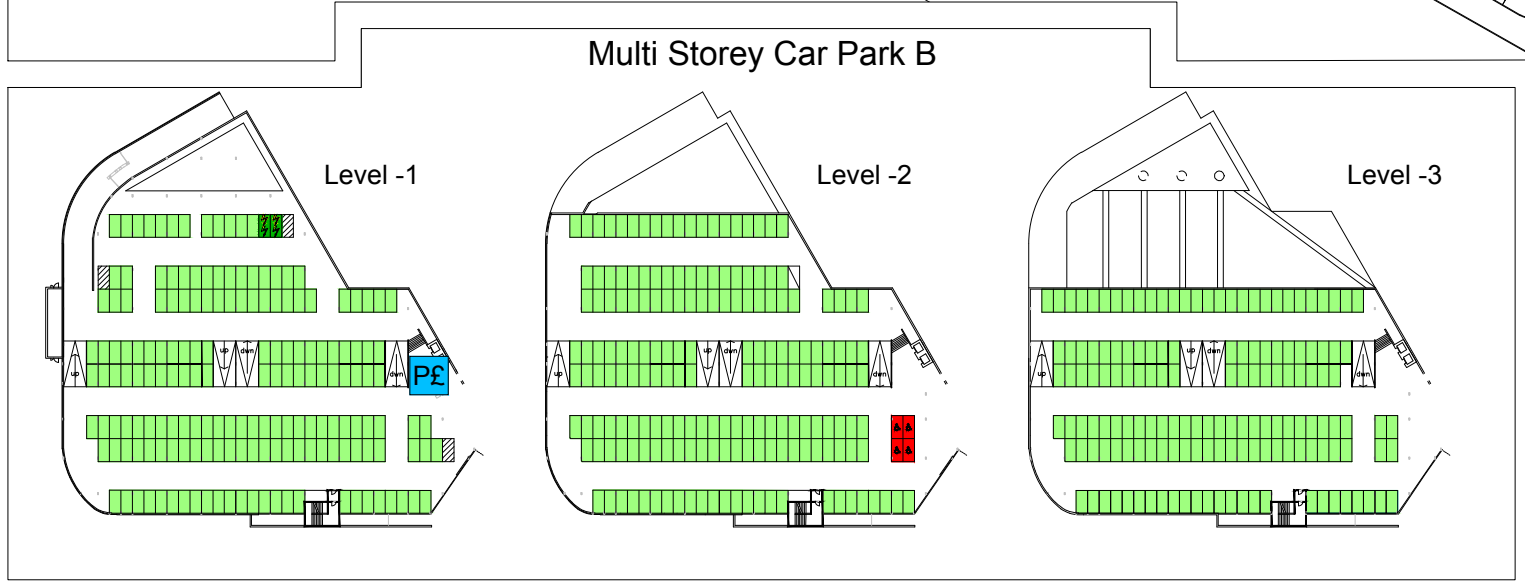 Multi Storey Car Park B
Level -1
Level -2
Level -3
up
up
dwn
dwn
P£
up
up
dwn
dwn
up
up
dwn
dwn